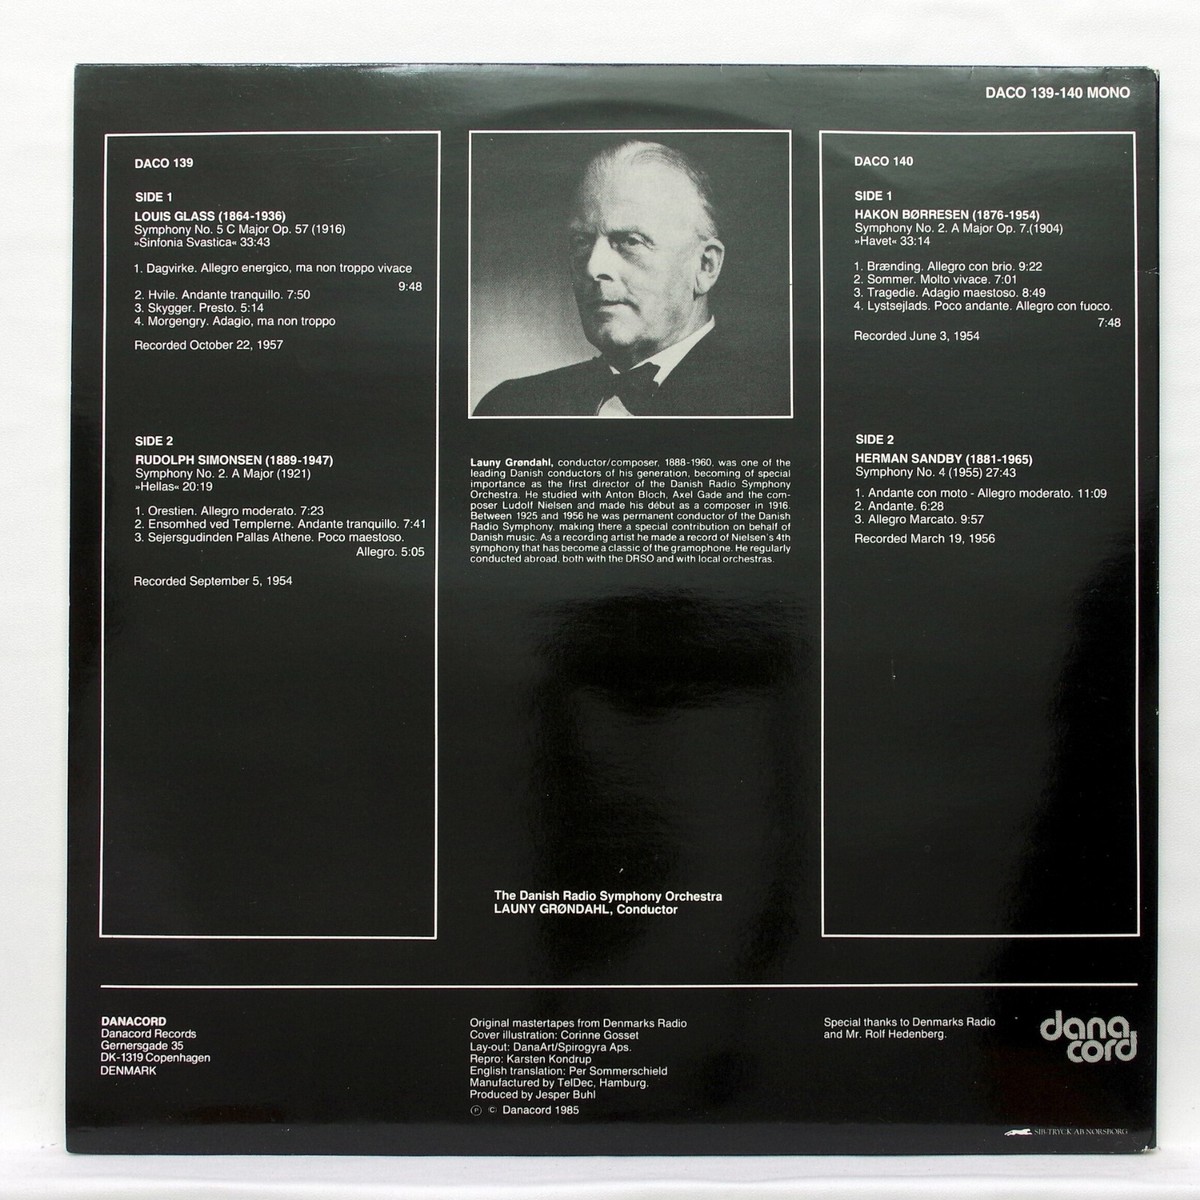 DACO 139-140 MONO
DACO 139
SIDE 1
LOUIS GLASS (1864-1936)
Symphony No. 5 C Major Op. 57 (1916)
»Sinfonia Svastica« 33:43
1. Dagvirke. Allegro energico, ma non troppo vivace
9:48
2. Hvile. Andante tranquillo. 7:50
3. Skygger. Presto. 5:14
4. Morgengry. Adagio, ma non troppo
Recorded October 22, 1957
SIDE 2
RUDOLPH SIMONSEN (1889-1947)
Symphony No. 2. A Major (1921)
»Hellas« 20:19
1. Orestien. Allegro moderato. 7:23
2. Ensomhed ved Templerne. Andante tranquillo. 7:41
3. Sejersgudinden Pallas Athene. Poco maestoso.
Allegro. 5:05
Recorded September 5, 1954
Launy Grøndahl, conductor/composer, 1888-1960, was one of the
leading Danish conductors of his generation, becoming of special
importance as the first director of the Danish Radio Symphony
Orchestra. He studied with Anton Bloch, Axel Gade and the com-
poser Ludolf Nielsen and made his début as a composer in 1916.
Between 1925 and 1956 he was permanent conductor of the Danish
Radio Symphony, making there a special contribution on behalf of
Danish music. As a recording artist he made a record of Nielsen's 4th
symphony that has become a classic of the gramophone. He regularly
conducted abroad, both with the DRSO and with local orchestras.
The Danish Radio Symphony Orchestra
LAUNY GRØNDAHL, Conductor
DACO 140
SIDE 1
HAKON BØRRESEN (1876-1954)
Symphony No. 2. A Major Op. 7.(1904)
»Havet« 33:14
1. Brænding. Allegro con brio. 9:22
2. Sommer. Molto vivace. 7:01
3. Tragedie. Adagio maestoso. 8:49
4. Lystsejlads. Poco andante. Allegro con fuoco.
7:48
Recorded June 3, 1954
SIDE 2
HERMAN SANDBY (1881-1965)
Symphony No. 4 (1955) 27:43
1. Andante con moto - Allegro moderato. 11:09
2. Andante. 6:28
3. Allegro Marcato. 9:57
Recorded March 19, 1956
DANACORD
Danacord Records
Gernersgade 35
DK-1319 Copenhagen
DENMARK
Original mastertapes from Denmarks Radio
Cover illustration: Corinne Gosset
Lay-out: DanaArt/Spirogyra Aps.
Repro: Karsten Kondrup
English translation: Per Sommerschield
Manufactured by TelDec, Hamburg.
Produced by Jesper Buhl
℗ © Danacord 1985
Special thanks to Denmarks Radio
and Mr. Rolf Hedenberg.
dana
cord
SIB-TRYCK AB NORSBORG